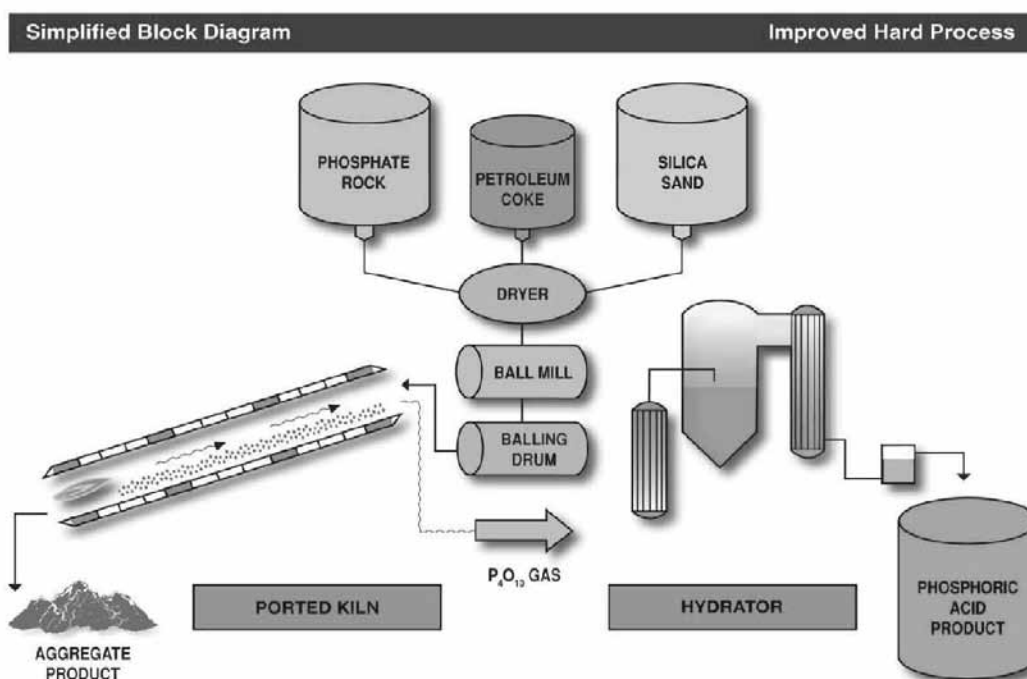 Simplified Block Diagram
Improved Hard Process
PHOSPHATE
ROCK
PETROLEUM
COKE
SILICA
SAND
DRYER
BALL MILL
BALLING
DRUM
P₄O₁₀ GAS
PORTED KILN
HYDRATOR
AGGREGATE
PRODUCT
PHOSPHORIC
ACID
PRODUCT